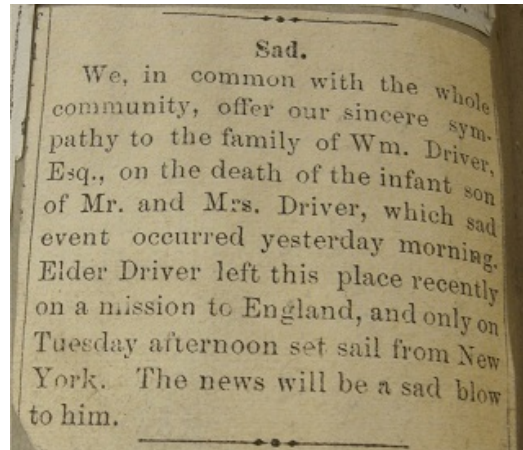 Sad.
We, in common with the whole
community, offer our sincere sym-
pathy to the family of Wm. Driver,
Esq., on the death of the infant son
of Mr. and Mrs. Driver, which sad
event occurred yesterday morning.
Elder Driver left this place recently
on a mission to England, and only on
Tuesday afternoon set sail from New
York. The news will be a sad blow
to him.